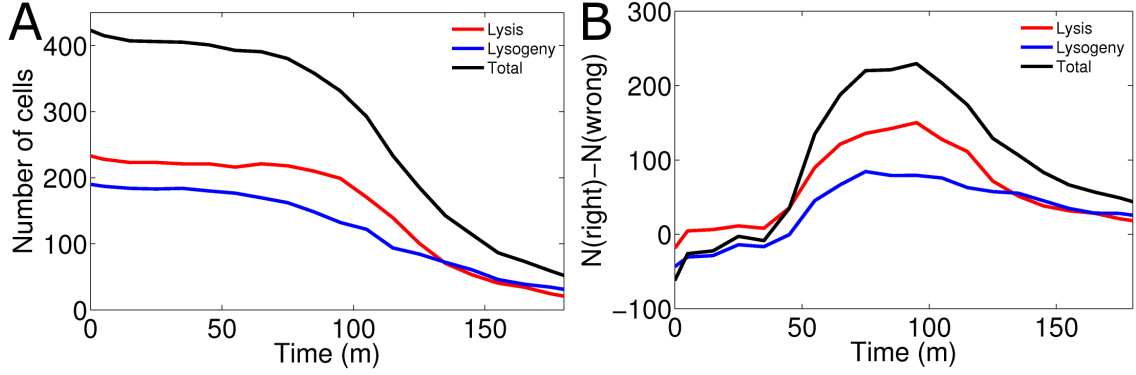 A
Number of cells
400
300
200
100
0
0
50
100
150
Time (m)
Lysis
Lysogeny
Total
B
N(right)−N(wrong)
300
200
100
0
−100
0
50
100
150
Time (m)
Lysis
Lysogeny
Total